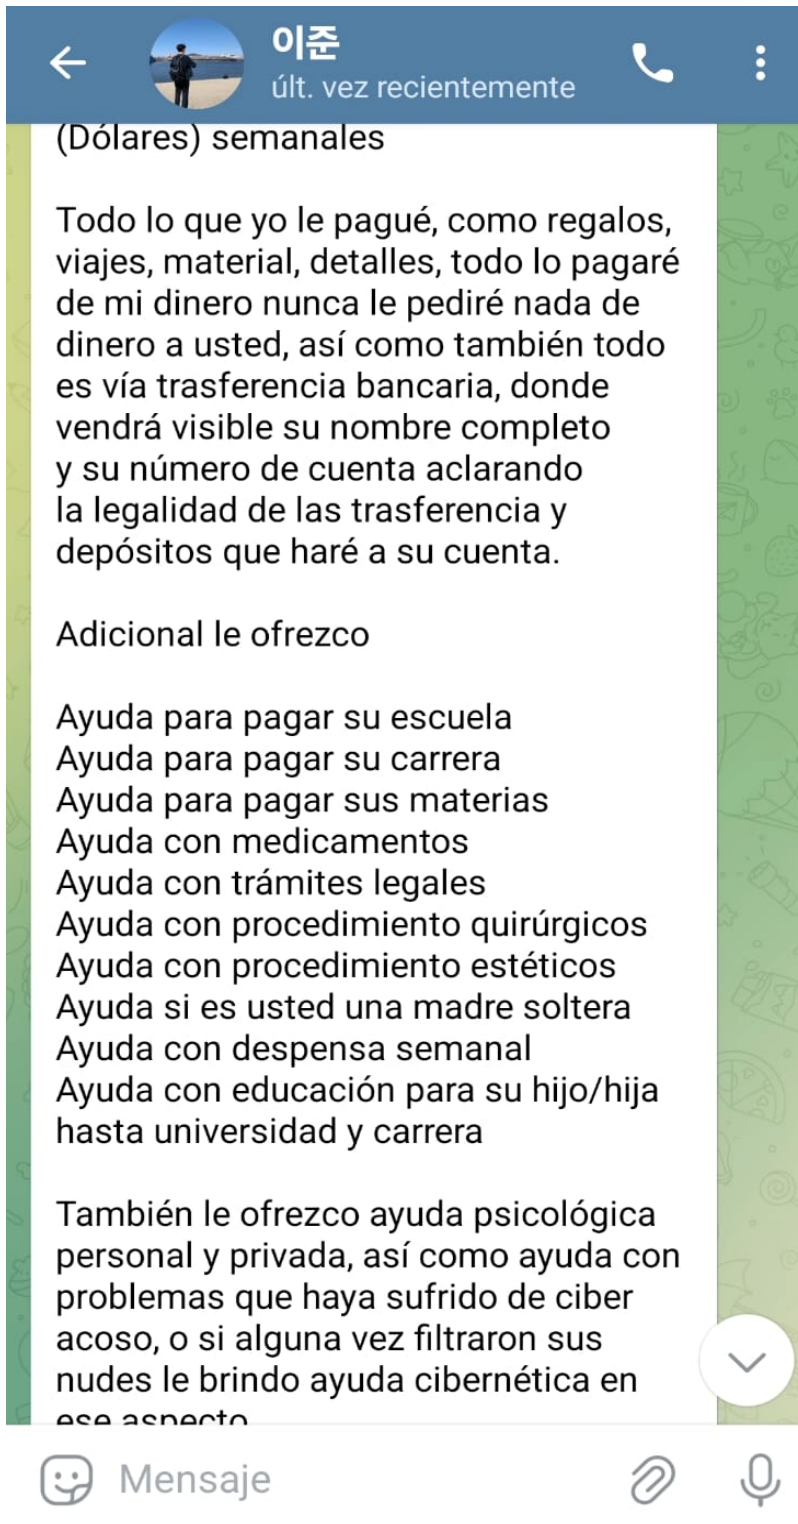 이준
últ. vez recientemente
(Dólares) semanales
Todo lo que yo le pagué, como regalos,
viajes, material, detalles, todo lo pagaré
de mi dinero nunca le pediré nada de
dinero a usted, así como también todo
es vía trasferencia bancaria, donde
vendrá visible su nombre completo
y su número de cuenta aclarando
la legalidad de las trasferencia y
depósitos que haré a su cuenta.
Adicional le ofrezco
Ayuda para pagar su escuela
Ayuda para pagar su carrera
Ayuda para pagar sus materias
Ayuda con medicamentos
Ayuda con trámites legales
Ayuda con procedimiento quirúrgicos
Ayuda con procedimiento estéticos
Ayuda si es usted una madre soltera
Ayuda con despensa semanal
Ayuda con educación para su hijo/hija
hasta universidad y carrera
También le ofrezco ayuda psicológica
personal y privada, así como ayuda con
problemas que haya sufrido de ciber
acoso, o si alguna vez filtraron sus
nudes le brindo ayuda cibernética en
ese aspecto
Mensaje